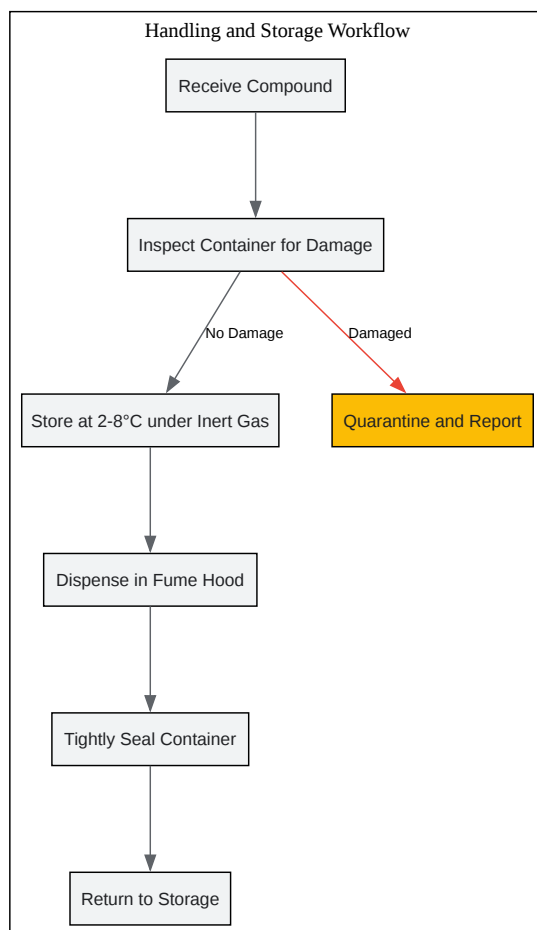 Handling and Storage Workflow
Receive Compound
Inspect Container for Damage
No Damage
Damaged
Store at 2-8°C under Inert Gas
Quarantine and Report
Dispense in Fume Hood
Tightly Seal Container
Return to Storage